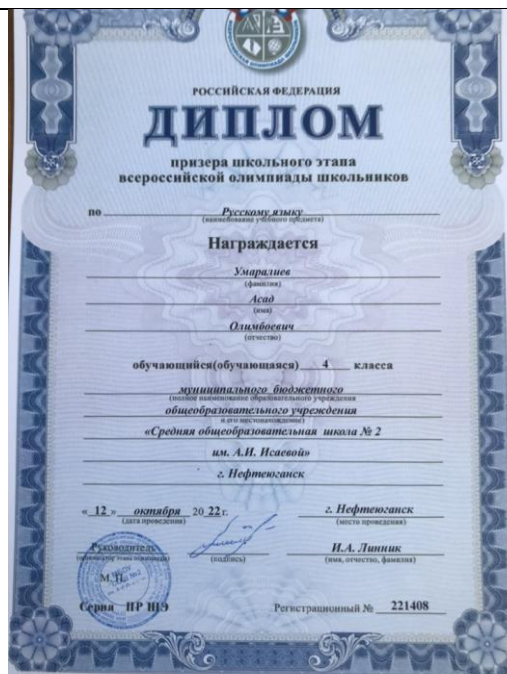 РОССИЙСКАЯ ФЕДЕРАЦИЯ
ДИПЛОМ
призера школьного этапа
всероссийской олимпиады школьников
по Русскому языку
(наименование учебного предмета)
Награждается
Умаралиев
(фамилия)
Асад
(имя)
Олимбоевич
(отчество)
обучающийся(обучающаяся) 4 класса
муниципального бюджетного
(полное наименование образовательного учреждения
общеобразовательного учреждения
и его местонахождение)
«Средняя общеобразовательная школа № 2
им. А.И. Исаевой»
г. Нефтеюганск
« 12 » октября 20 22 г. г. Нефтеюганск
(дата проведения) (место проведения)
Руководитель И.А. Линник
(подпись) (имя, отчество, фамилия)
М.П.
Серия ПР ШЭ Регистрационный № 221408